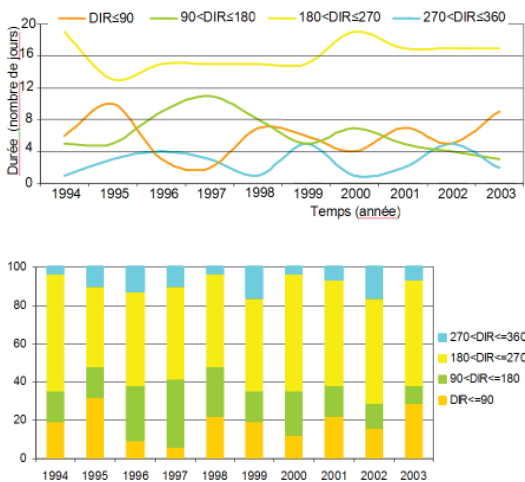 DIR≤90 90<DIR≤180 180<DIR≤270 270<DIR≤360
Durée (nombre de jours)
20
16
12
8
4
0
1994 1995 1996 1997 1998 1999 2000 2001 2002 2003
Temps (année)
100
80
60
40
20
0
1994 1995 1996 1997 1998 1999 2000 2001 2002 2003
270<DIR<=360
180<DIR<=270
90<DIR<=180
DIR<=90